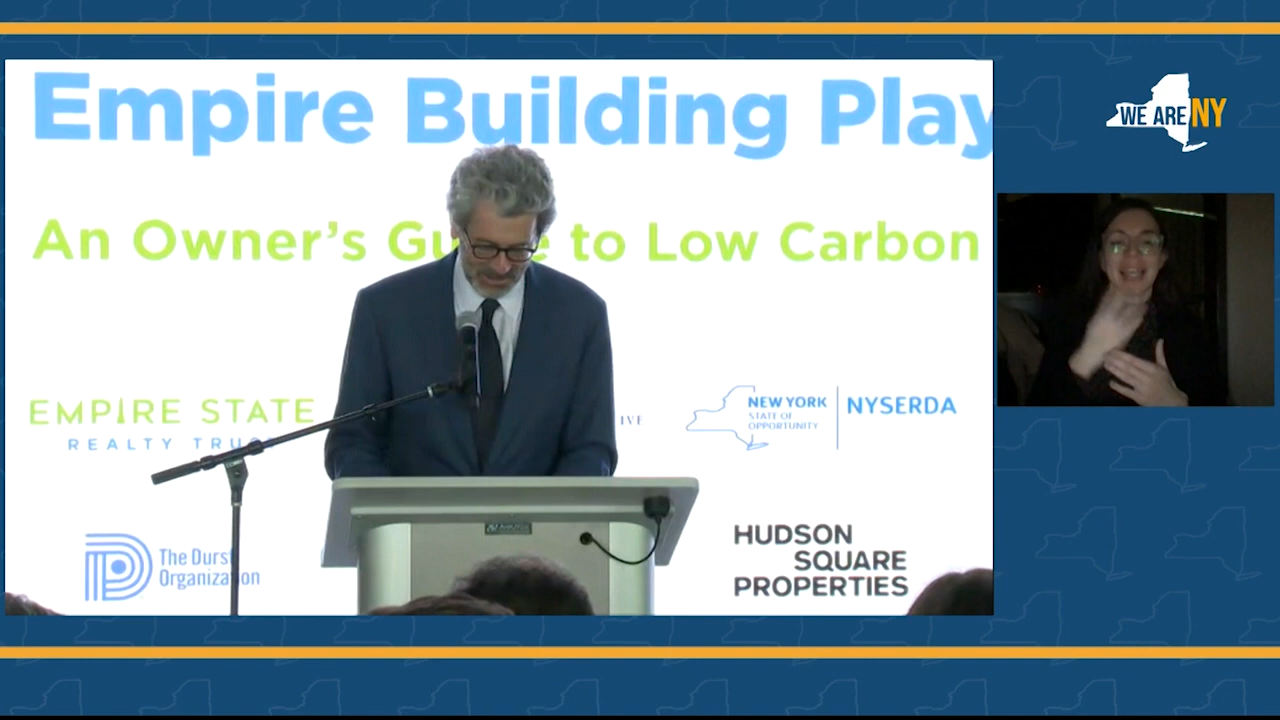 Empire Building Play
WE ARE NY
An Owner's Gu e to Low Carbon
EMPIRE STATE
REALTY TRUS
IVE
NEW YORK
STATE OF
OPPORTUNITY
NYSERDA
The Durst
Organization
HUDSON
SQUARE
PROPERTIES